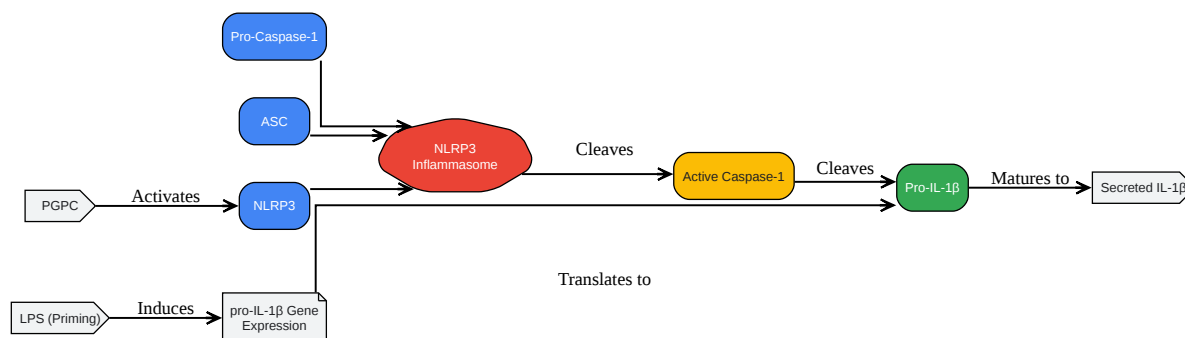 Pro-Caspase-1
ASC
NLRP3
Inflammasome
Cleaves
Active Caspase-1
Cleaves
Pro-IL-1β
Matures to
Secreted IL-1β
PGPC
Activates
NLRP3
Translates to
LPS (Priming)
Induces
pro-IL-1β Gene
Expression